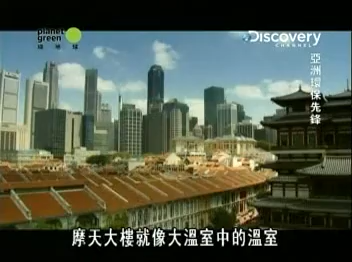 planet
green
綠地球
Discovery
CHANNEL
亞洲環保先鋒
摩天大樓就像大溫室中的溫室